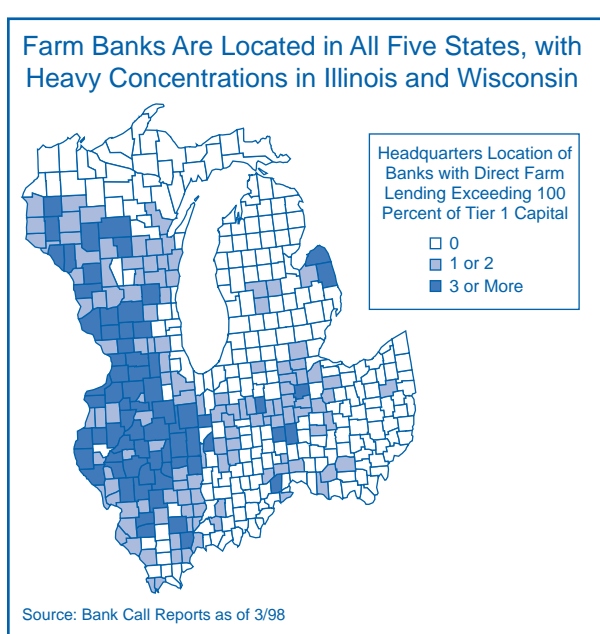 Farm Banks Are Located in All Five States, with
Heavy Concentrations in Illinois and Wisconsin
Headquarters Location of
Banks with Direct Farm
Lending Exceeding 100
Percent of Tier 1 Capital
0
1 or 2
3 or More
Source: Bank Call Reports as of 3/98